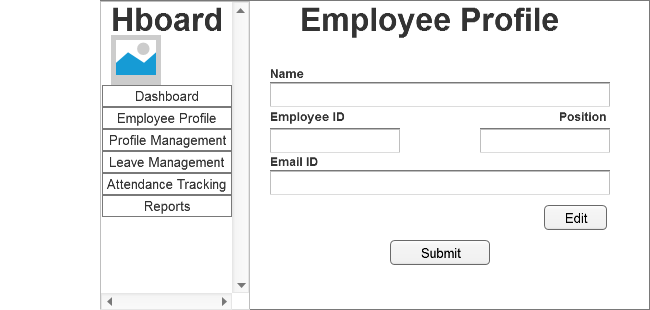 Hboard
Dashboard
Employee Profile
Profile Management
Leave Management
Attendance Tracking
Reports
Employee Profile
Name
Employee ID Position
Email ID
Edit
Submit